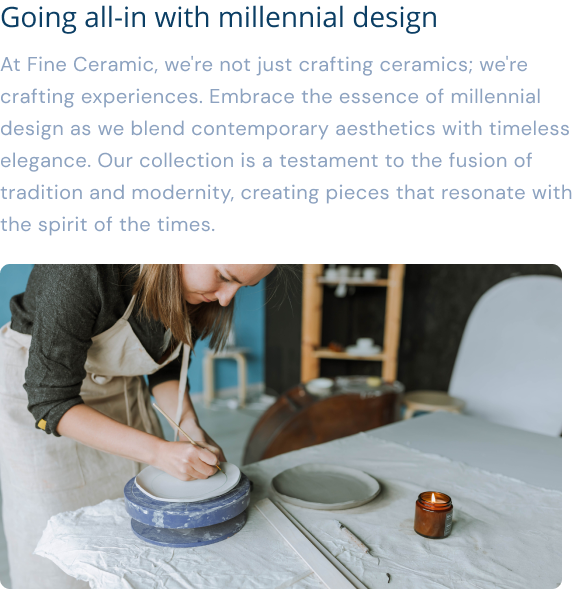 Going all-in with millennial design
At Fine Ceramic, we're not just crafting ceramics; we're
crafting experiences. Embrace the essence of millennial
design as we blend contemporary aesthetics with timeless
elegance. Our collection is a testament to the fusion of
tradition and modernity, creating pieces that resonate with
the spirit of the times.